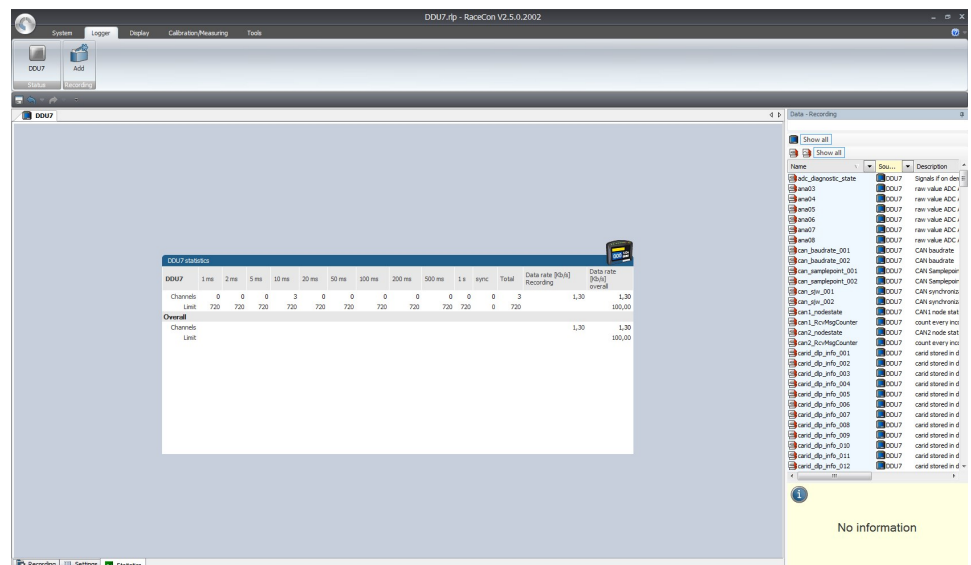 DDU7.rlp - RaceCon V2.5.0.2002
System Logger Display Calibration/Measuring Tools
DDU7 Add
Status Recording
DDU7
Data - Recording
Show all
Show all
Name Sou... Description
adc_diagnostic_state DDU7 Signals if on den
ana03 DDU7 raw value ADC
ana04 DDU7 raw value ADC
ana05 DDU7 raw value ADC
ana06 DDU7 raw value ADC
ana07 DDU7 raw value ADC
ana08 DDU7 raw value ADC
can_baudrate_001 DDU7 CAN baudrate
can_baudrate_002 DDU7 CAN baudrate
can_samplepoint_001 DDU7 CAN Samplepoin
can_samplepoint_002 DDU7 CAN Samplepoin
can_sjw_001 DDU7 CAN synchroniz
can_sjw_002 DDU7 CAN synchroniz
can1_nodestate DDU7 CAN1 node stat
can1_RcvMsgCounter DDU7 count every inc
can2_nodestate DDU7 CAN2 node stat
can2_RcvMsgCounter DDU7 count every inc
carid_dlp_info_001 DDU7 carid stored in d
carid_dlp_info_002 DDU7 carid stored in d
carid_dlp_info_003 DDU7 carid stored in d
carid_dlp_info_004 DDU7 carid stored in d
carid_dlp_info_005 DDU7 carid stored in d
carid_dlp_info_006 DDU7 carid stored in d
carid_dlp_info_007 DDU7 carid stored in d
carid_dlp_info_008 DDU7 carid stored in d
carid_dlp_info_009 DDU7 carid stored in d
carid_dlp_info_010 DDU7 carid stored in d
carid_dlp_info_011 DDU7 carid stored in d
carid_dlp_info_012 DDU7 carid stored in d
DDU7 statistics
DDU7 1 ms 2 ms 5 ms 10 ms 20 ms 50 ms 100 ms 200 ms 500 ms 1 s sync Total Data rate [Kb/s] Recording Data rate [Kb/s] overall
Channels 0 0 0 3 0 0 0 0 0 0 0 3 1,30 1,30
Limit 720 720 720 720 720 720 720 720 720 720 0 720 100,00
Overall
Channels 1,30 1,30
Limit 100,00
No information
Recording Settings Statistics